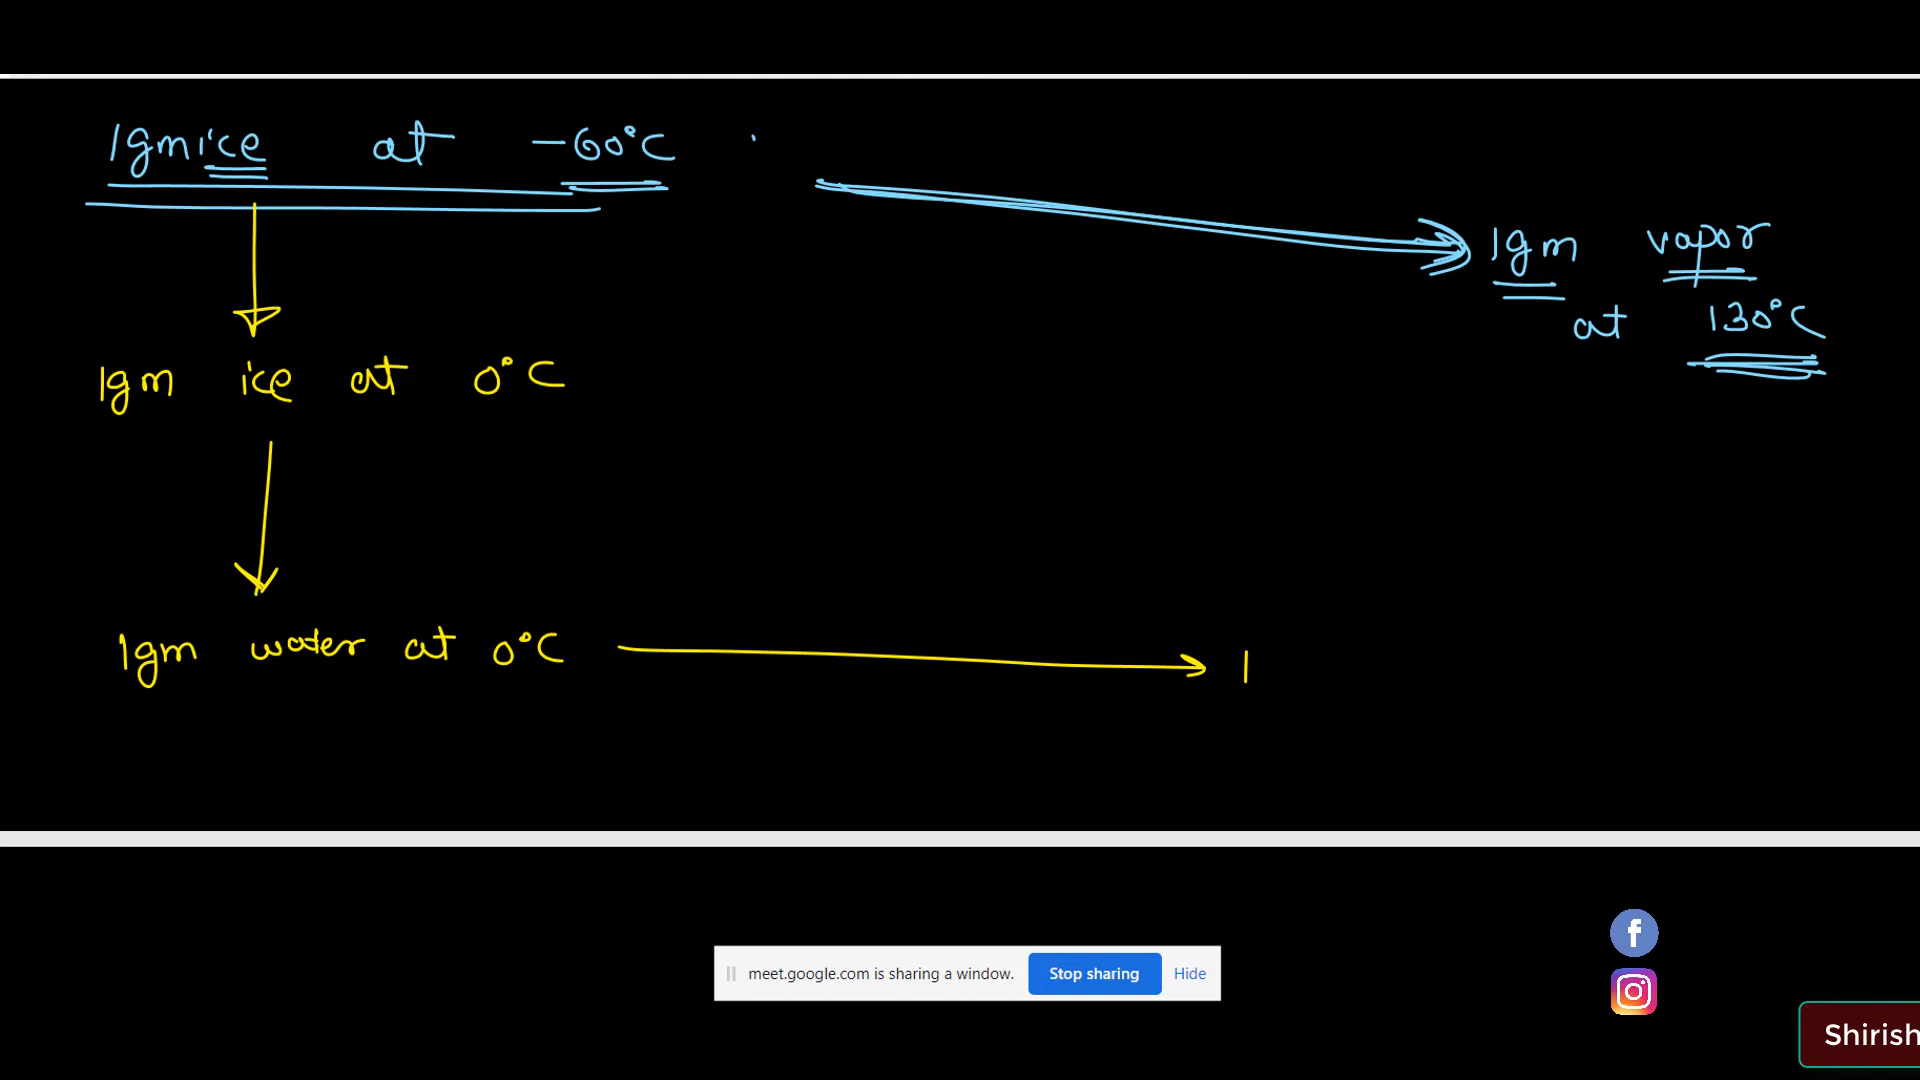 1gm ice at -60°C
1gm vapor
at 130°C
1gm ice at 0°C
1gm water at 0°C 1
meet.google.com is sharing a window. Stop sharing Hide
f
Shirish